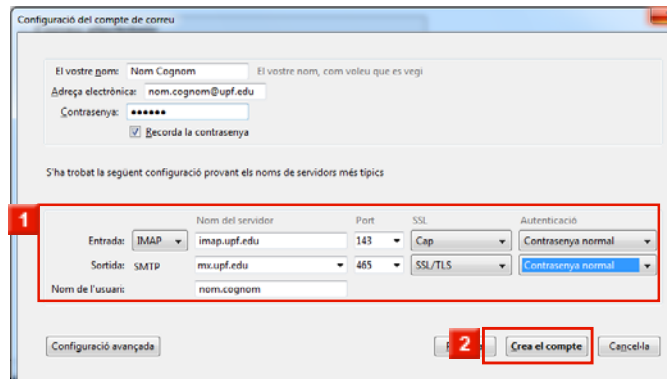 Configuració del compte de correu
El vostre nom: Nom Cognom El vostre nom, com voleu que es vegi
Adreça electrònica: nom.cognom@upf.edu
Contrasenya: ••••••
Recorda la contrasenya
S'ha trobat la següent configuració provant els noms de servidors més típics
1
Nom del servidor Port SSL Autenticació
Entrada: IMAP imap.upf.edu 143 Cap Contrasenya normal
Sortida: SMTP mx.upf.edu 465 SSL/TLS Contrasenya normal
Nom de l'usuari: nom.cognom
Configuració avançada 2 Crea el compte Cancel·la